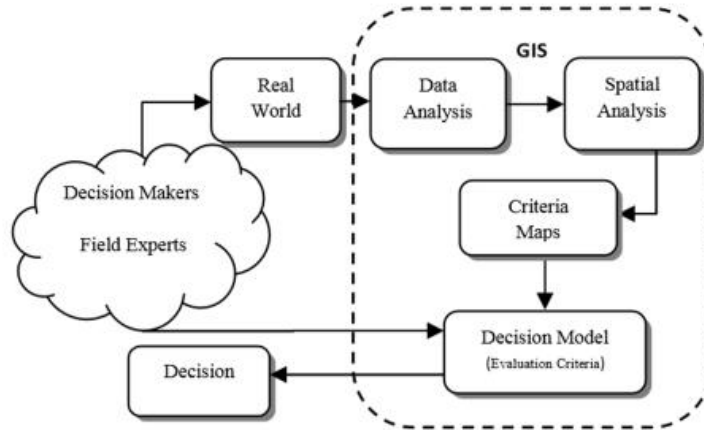 GIS
Real
World
Data
Analysis
Spatial
Analysis
Decision Makers
Field Experts
Criteria
Maps
Decision Model
(Evaluation Criteria)
Decision